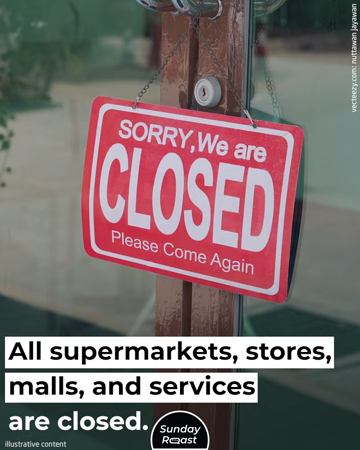 vecteezy.com: nuttawan jayawan
SORRY,We are
CLOSED
Please Come Again
All supermarkets, stores,
malls, and services
are closed.
Sunday
Roast
illustrative content